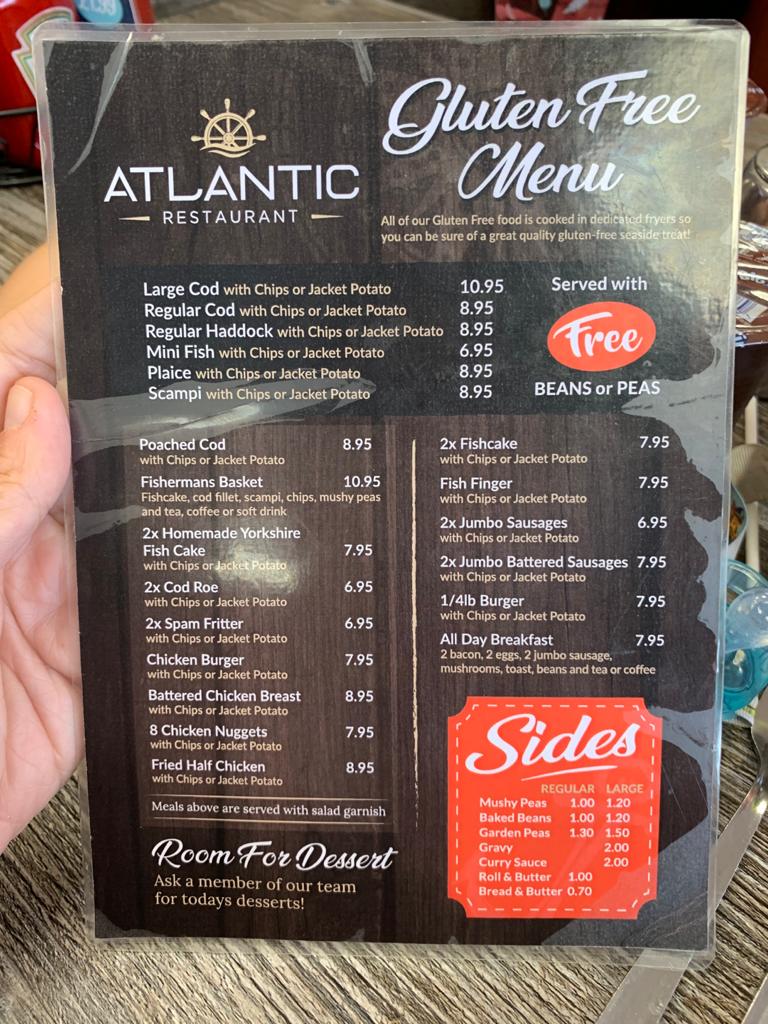 £1.99
ATLANTIC
RESTAURANT
Gluten Free
Menu
All of our Gluten Free food is cooked in dedicated fryers so
you can be sure of a great quality gluten-free seaside treat!
Large Cod with Chips or Jacket Potato 10.95
Regular Cod with Chips or Jacket Potato 8.95
Regular Haddock with Chips or Jacket Potato 8.95
Mini Fish with Chips or Jacket Potato 6.95
Plaice with Chips or Jacket Potato 8.95
Scampi with Chips or Jacket Potato 8.95
Served with
Free
BEANS or PEAS
Poached Cod 8.95
with Chips or Jacket Potato
Fishermans Basket 10.95
Fishcake, cod fillet, scampi, chips, mushy peas
and tea, coffee or soft drink
2x Homemade Yorkshire
Fish Cake 7.95
with Chips or Jacket Potato
2x Cod Roe 6.95
with Chips or Jacket Potato
2x Spam Fritter 6.95
with Chips or Jacket Potato
Chicken Burger 7.95
with Chips or Jacket Potato
Battered Chicken Breast 8.95
with Chips or Jacket Potato
8 Chicken Nuggets 7.95
with Chips or Jacket Potato
Fried Half Chicken 8.95
with Chips or Jacket Potato
Meals above are served with salad garnish
Room For Dessert
Ask a member of our team
for todays desserts!
2x Fishcake 7.95
with Chips or Jacket Potato
Fish Finger 7.95
with Chips or Jacket Potato
2x Jumbo Sausages 6.95
with Chips or Jacket Potato
2x Jumbo Battered Sausages 7.95
with Chips or Jacket Potato
1/4lb Burger 7.95
with Chips or Jacket Potato
All Day Breakfast 7.95
2 bacon, 2 eggs, 2 jumbo sausage,
mushrooms, toast, beans and tea or coffee
Sides
REGULAR LARGE
Mushy Peas 1.00 1.20
Baked Beans 1.00 1.20
Garden Peas 1.30 1.50
Gravy 2.00
Curry Sauce 2.00
Roll & Butter 1.00
Bread & Butter 0.70